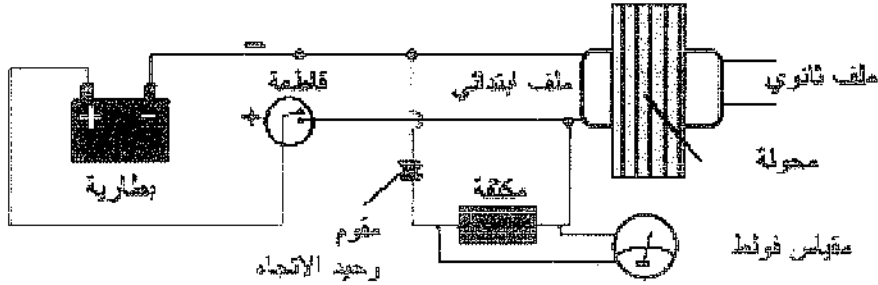 قاطعة
ملف ابتدائي
ملف ثانوي
محولة
بطارية
مكثفة
مقوم
وحيد الاتجاه
مقياس فولط